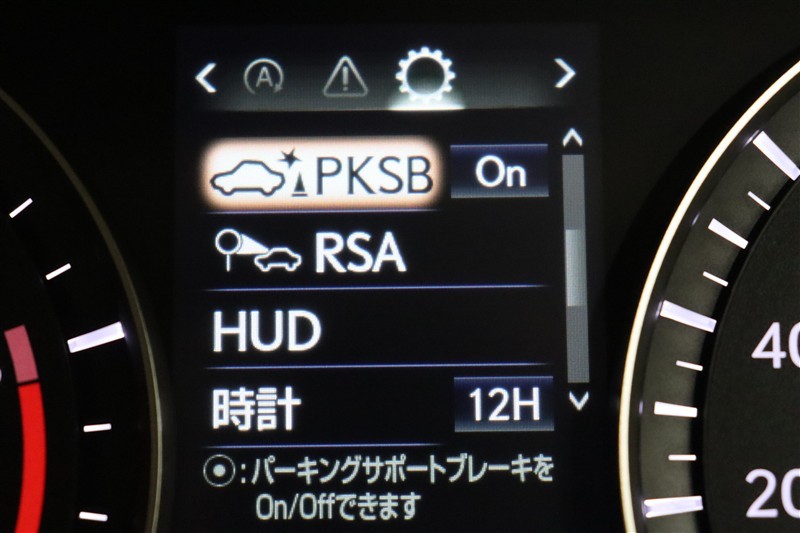 A
PKSB On
RSA
HUD
時計 12H
⦿:パーキングサポートブレーキを
On/Offできます
40
20